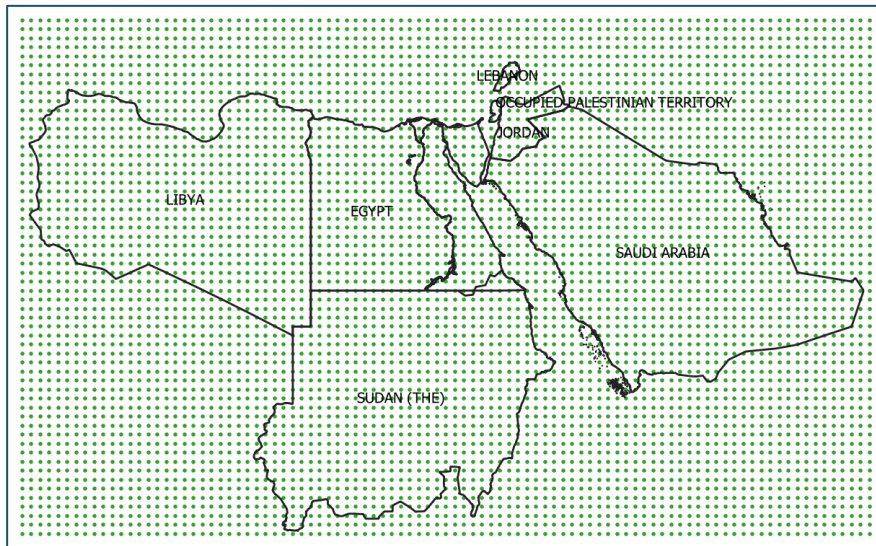 LEBANON
OCCUPIED PALESTINIAN TERRITORY
JORDAN
LIBYA
EGYPT
SAUDI ARABIA
SUDAN (THE)